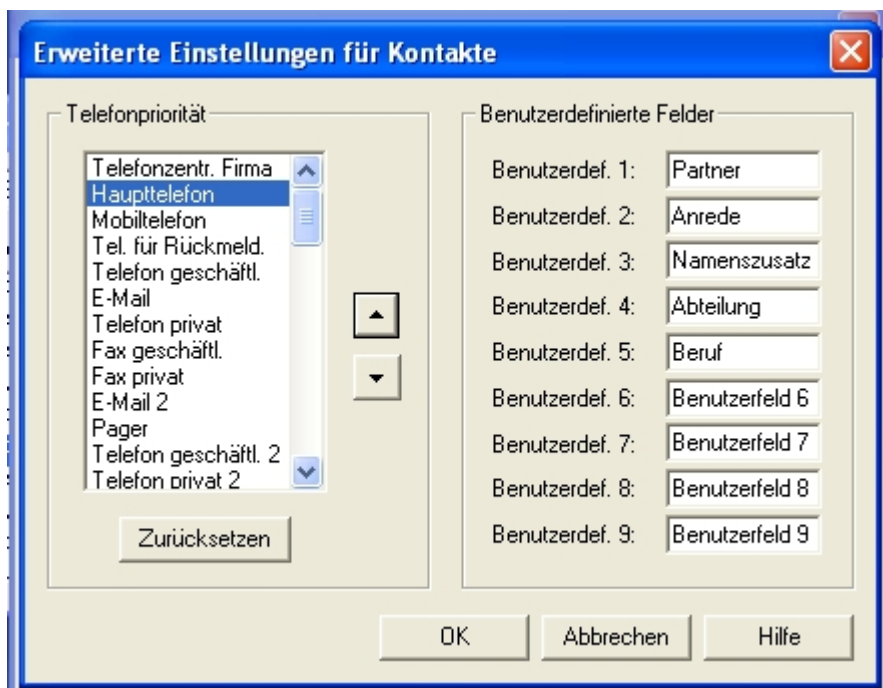 Erweiterte Einstellungen für Kontakte
Telefonpriorität
Telefonzentr. Firma
Haupttelefon
Mobiltelefon
Tel. für Rückmeld.
Telefon geschäftl.
E-Mail
Telefon privat
Fax geschäftl.
Fax privat
E-Mail 2
Pager
Telefon geschäftl. 2
Telefon privat 2
Zurücksetzen
Benutzerdefinierte Felder
Benutzerdef. 1: Partner
Benutzerdef. 2: Anrede
Benutzerdef. 3: Namenszusatz
Benutzerdef. 4: Abteilung
Benutzerdef. 5: Beruf
Benutzerdef. 6: Benutzerfeld 6
Benutzerdef. 7: Benutzerfeld 7
Benutzerdef. 8: Benutzerfeld 8
Benutzerdef. 9: Benutzerfeld 9
OK Abbrechen Hilfe